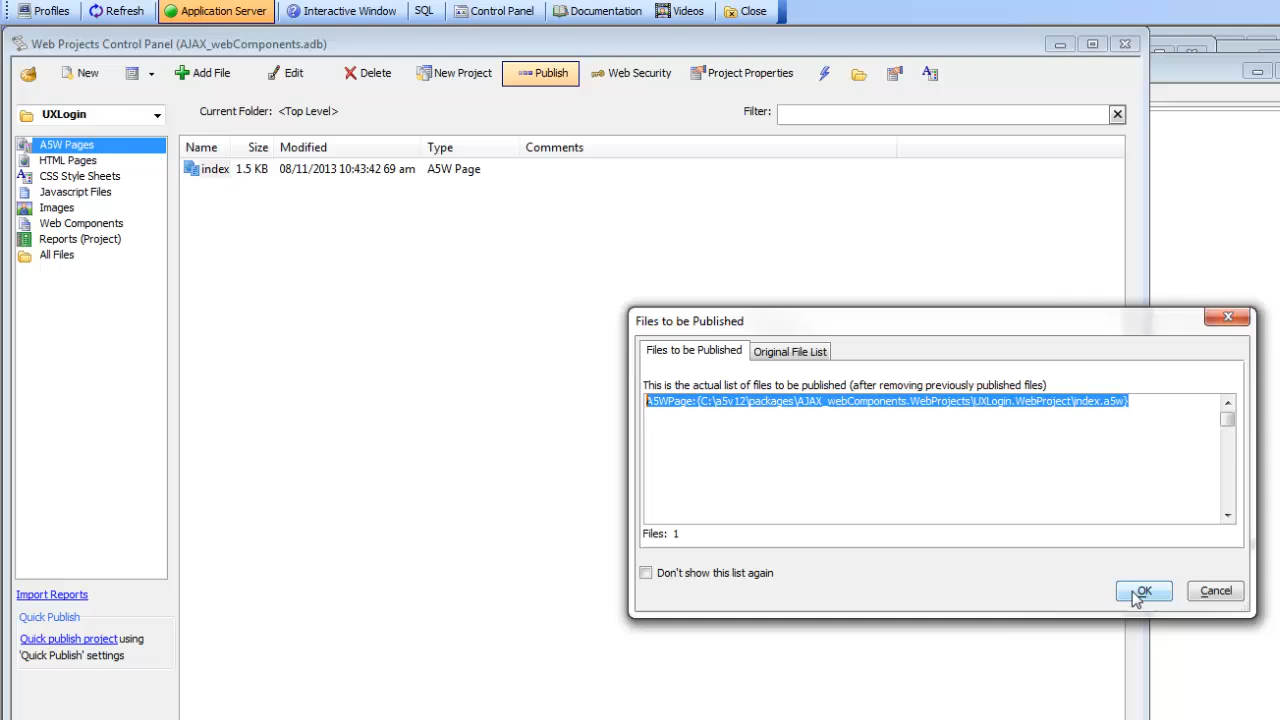 Profiles Refresh Application Server Interactive Window SQL Control Panel Documentation Videos Close
Web Projects Control Panel (AJAX_webComponents.adb)
New Add File Edit Delete New Project Publish Web Security Project Properties
UXLogin Current Folder: <Top Level> Filter:
A5W Pages
HTML Pages
CSS Style Sheets
Javascript Files
Images
Web Components
Reports (Project)
All Files
Name Size Modified Type Comments
index 1.5 KB 08/11/2013 10:43:42 69 am A5W Page
Files to be Published
Files to be Published Original File List
This is the actual list of files to be published (after removing previously published files)
A5WPage:{C:\a5v12\packages\AJAX_webComponents.WebProjects\UXLogin.WebProject\index.a5w}
Files: 1
Don't show this list again
OK Cancel
Import Reports
Quick Publish
Quick publish project using
'Quick Publish' settings